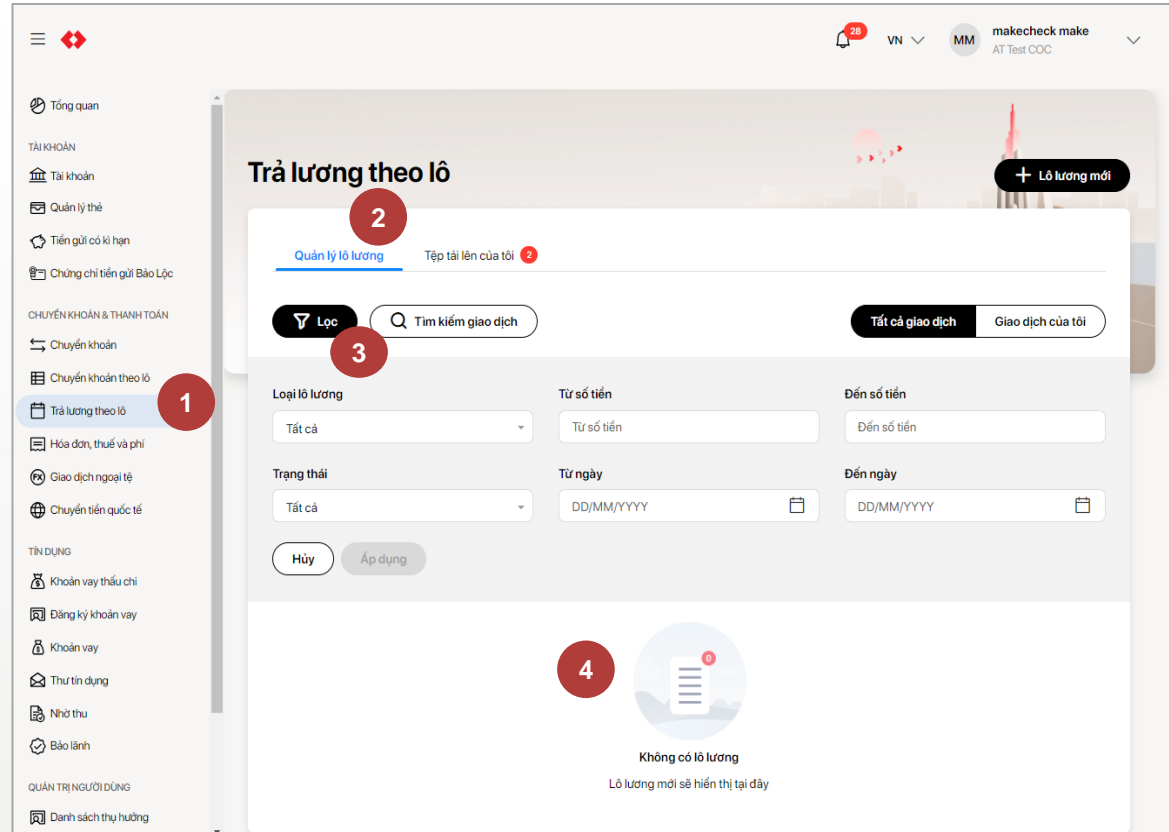 28
VN
MM
makecheck make
AT Test COC
Tổng quan
TÀI KHOẢN
Tài khoản
Quản lý thẻ
Tiền gửi có kì hạn
Chứng chỉ tiền gửi Bảo Lộc
CHUYỂN KHOẢN & THANH TOÁN
Chuyển khoản
Chuyển khoản theo lô
Trả lương theo lô
1
Hóa đơn, thuế và phí
FX
Giao dịch ngoại tệ
Chuyển tiền quốc tế
TÍN DỤNG
Khoản vay thấu chi
Đăng ký khoản vay
Khoản vay
Thư tín dụng
Nhờ thu
Bảo lãnh
QUẢN TRỊ NGƯỜI DÙNG
Danh sách thụ hưởng
Trả lương theo lô
+ Lô lương mới
2
Quản lý lô lương
Tệp tải lên của tôi 2
Lọc
Tìm kiếm giao dịch
Tất cả giao dịch
Giao dịch của tôi
3
Loại lô lương
Từ số tiền
Đến số tiền
Tất cả
Từ số tiền
Đến số tiền
Trạng thái
Từ ngày
Đến ngày
Tất cả
DD/MM/YYYY
DD/MM/YYYY
Hủy
Áp dụng
4
0
Không có lô lương
Lô lương mới sẽ hiển thị tại đây